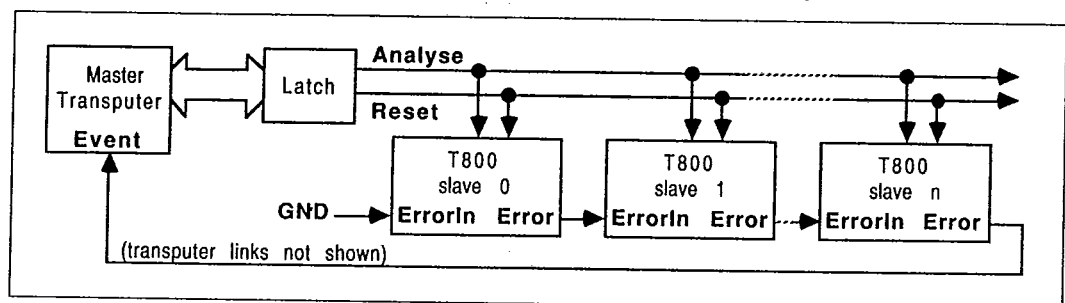 Master
Transputer
Event
Latch
Analyse
Reset
T800
slave 0
ErrorIn Error
T800
slave 1
ErrorIn Error
T800
slave n
ErrorIn Error
GND
(transputer links not shown)